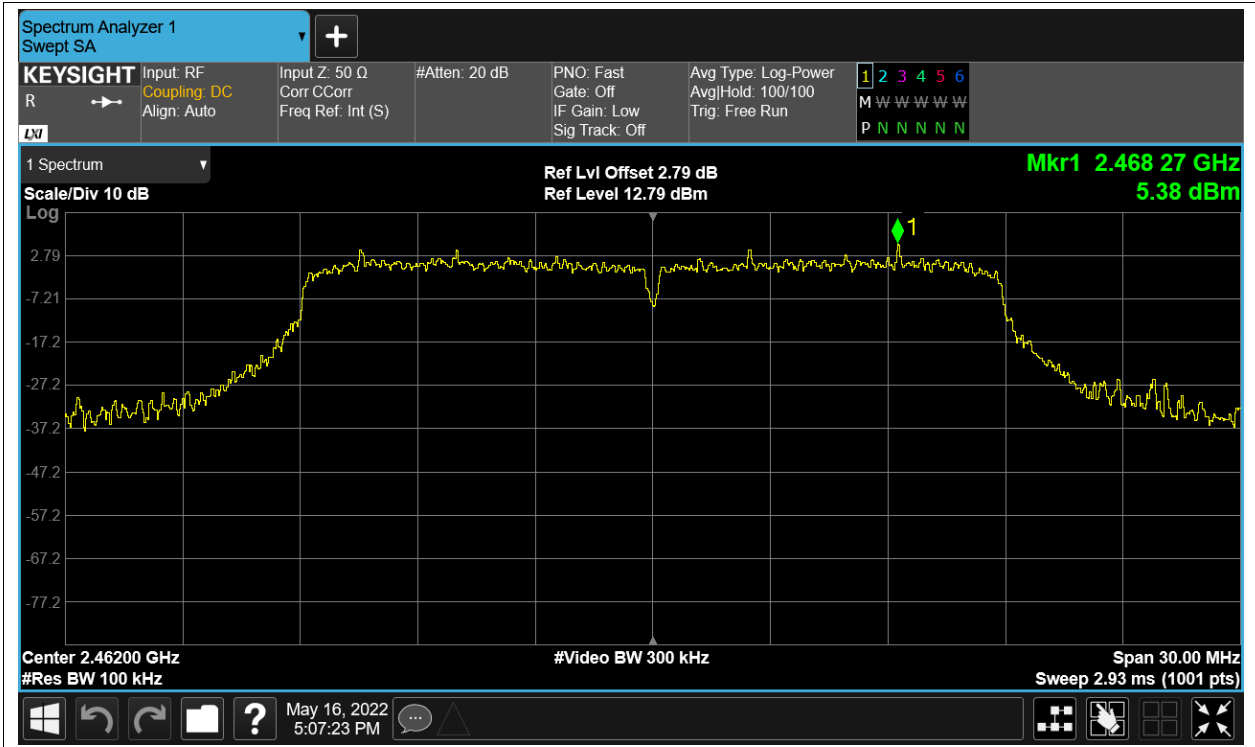 Spectrum Analyzer 1
Swept SA
KEYSIGHT
R
LXI
Input: RF
Coupling: DC
Align: Auto
Input Z: 50 Ω
Corr CCorr
Freq Ref: Int (S)
#Atten: 20 dB
PNO: Fast
Gate: Off
IF Gain: Low
Sig Track: Off
Avg Type: Log-Power
Avg|Hold: 100/100
Trig: Free Run
1 2 3 4 5 6
M W W W W W
P N N N N N
1 Spectrum
Scale/Div 10 dB
Log
Ref Lvl Offset 2.79 dB
Ref Level 12.79 dBm
Mkr1 2.468 27 GHz
5.38 dBm
1
2.79
-7.21
-17.2
-27.2
-37.2
-47.2
-57.2
-67.2
-77.2
Center 2.46200 GHz
#Res BW 100 kHz
#Video BW 300 kHz
Span 30.00 MHz
Sweep 2.93 ms (1001 pts)
?
May 16, 2022
5:07:23 PM